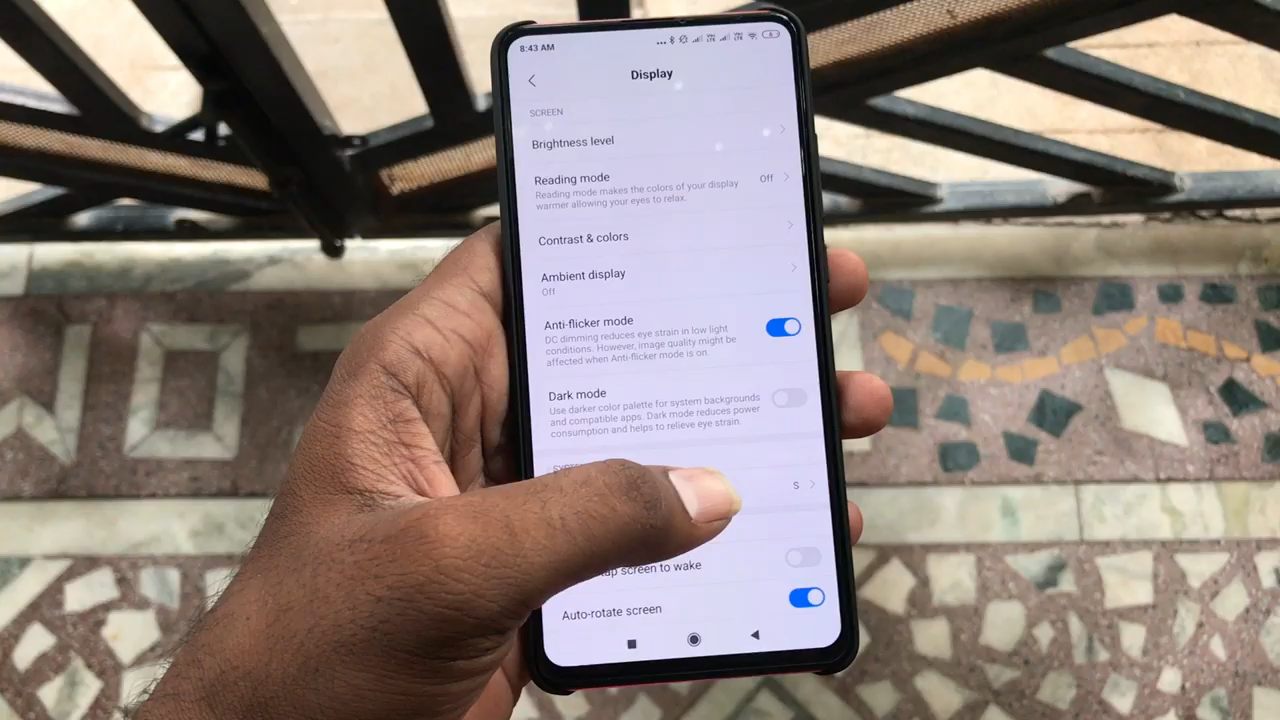 8:43 AM
Display
SCREEN
Brightness level
Reading mode
Off
Reading mode makes the colors of your display
warmer allowing your eyes to relax.
Contrast & colors
Ambient display
Off
Anti-flicker mode
DC dimming reduces eye strain in low light
conditions. However, image quality might be
affected when Anti-flicker mode is on.
Dark mode
Use darker color palette for system backgrounds
and compatible apps. Dark mode reduces power
consumption and helps to relieve eye strain.
S
screen to wake
Auto-rotate screen